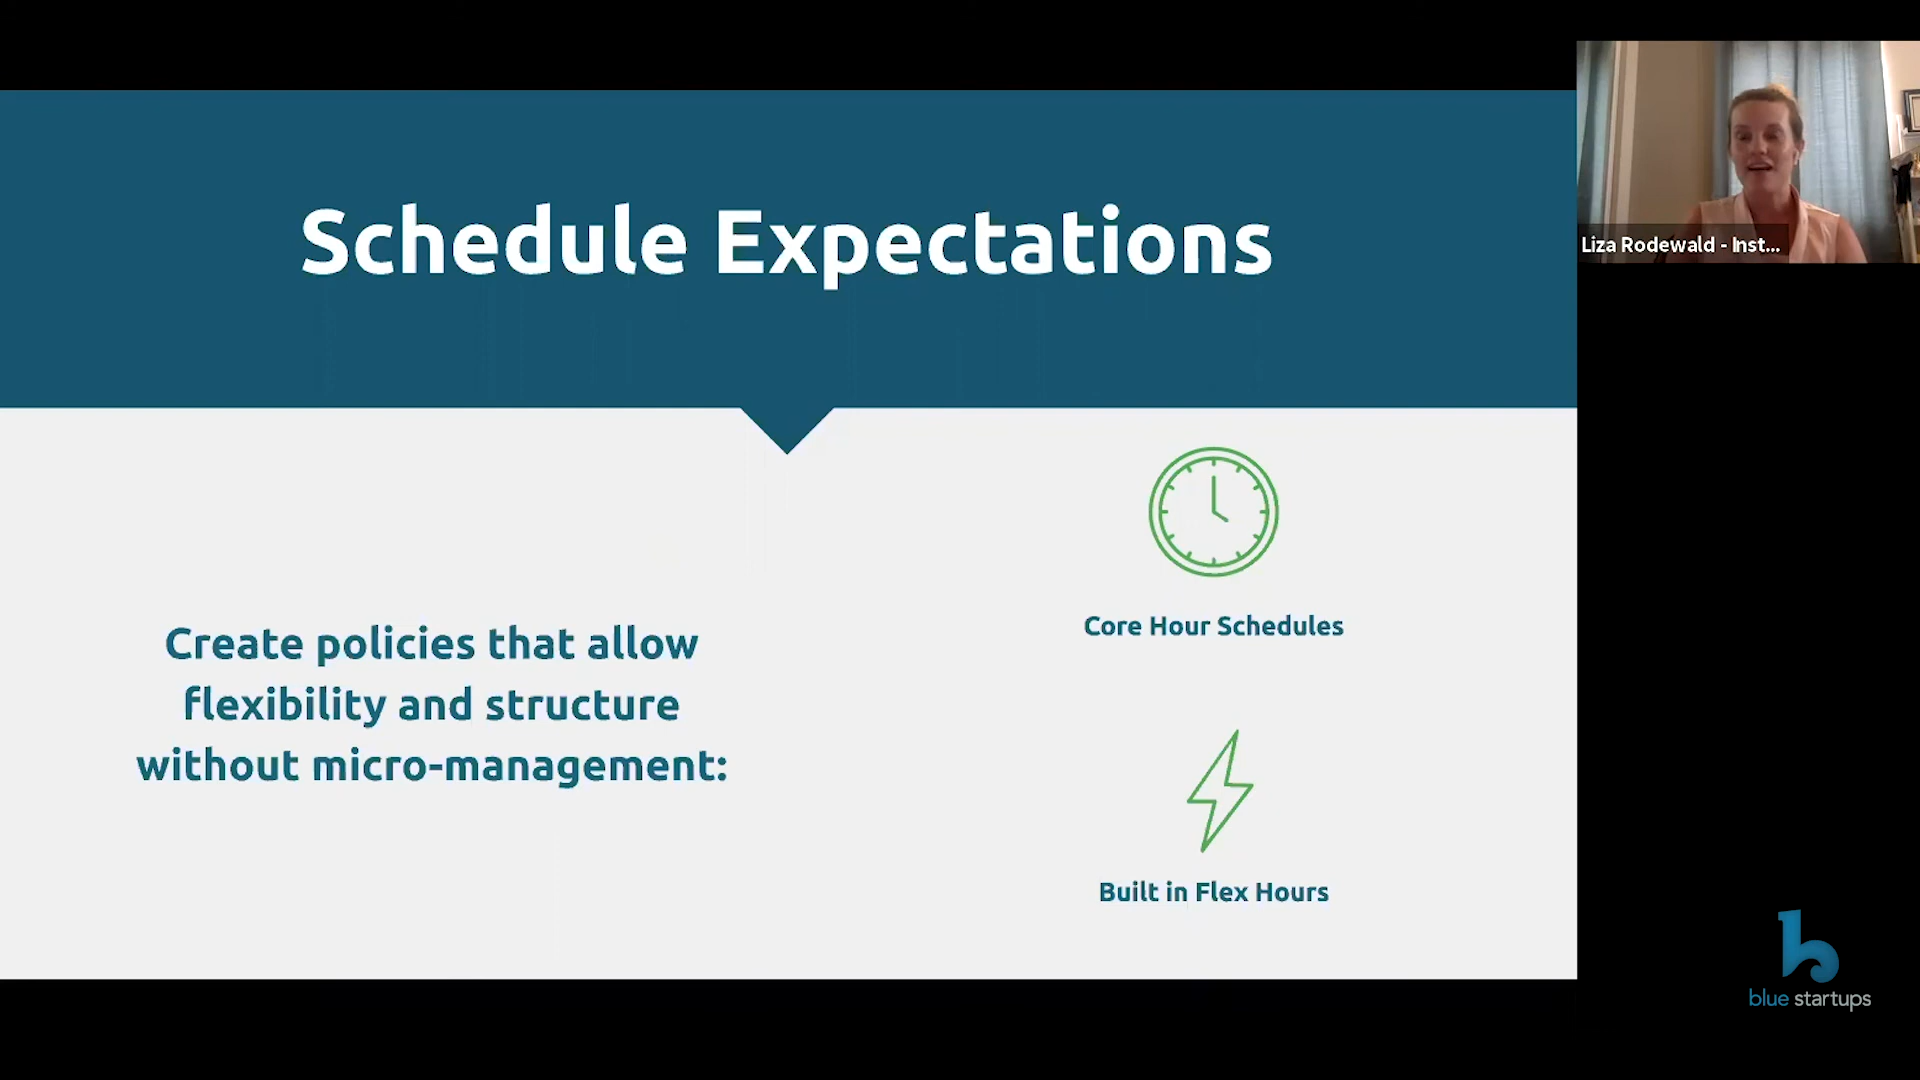 Schedule Expectations
Liza Rodewald - Inst...
Create policies that allow
flexibility and structure
without micro-management:
Core Hour Schedules
Built in Flex Hours
blue startups